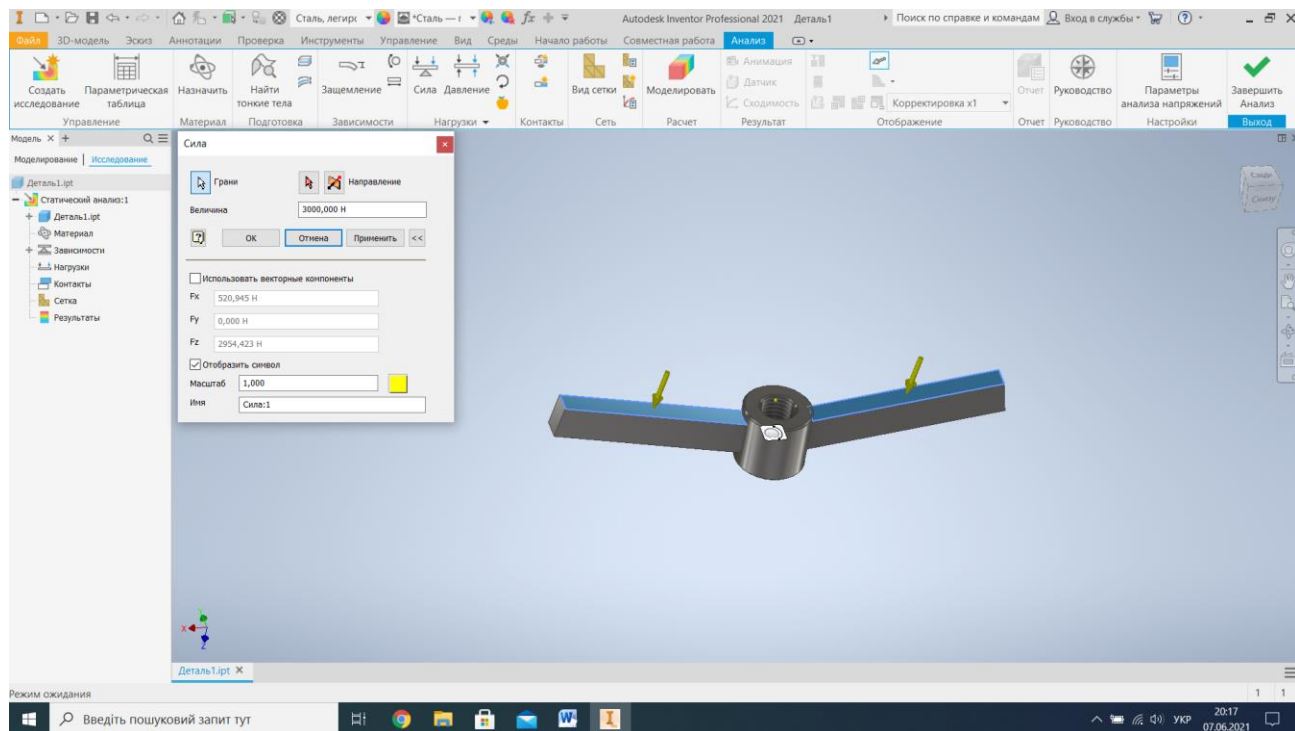 Сталь, легирс
*Сталь — г
Autodesk Inventor Professional 2021 Деталь1
Поиск по справке и командам
Вход в службы
Файл 3D-модель Эскиз Аннотации Проверка Инструменты Управление Вид Среды Начало работы Совместная работа Анализ
Создать исследование
Параметрическая таблица
Назначить
Найти тонкие тела
Защемление
Сила
Давление
Вид сетки
Моделировать
Анимация
Датчик
Сходимость
Корректировка x1
Отчет
Руководство
Параметры анализа напряжений
Завершить Анализ
Управление Материал Подготовка Зависимости Нагрузки Контакты Сеть Расчет Результат Отображение Отчет Руководство Настройки Выход
Модель × +
Моделирование | Исследование
Деталь1.ipt
Статический анализ:1
Деталь1.ipt
Материал
Зависимости
Нагрузки
Контакты
Сетка
Результаты
Сила
Грани
Направление
Величина 3000,000 Н
ОК Отмена Применить <<
Использовать векторные компоненты
Fx 520,945 Н
Fy 0,000 Н
Fz 2954,423 Н
Отобразить символ
Масштаб 1,000
Имя Сила:1
X
Z
Деталь1.ipt ×
Режим ожидания
1 1
Введіть пошуковий запит тут
УКР
20:17
07.06.2021